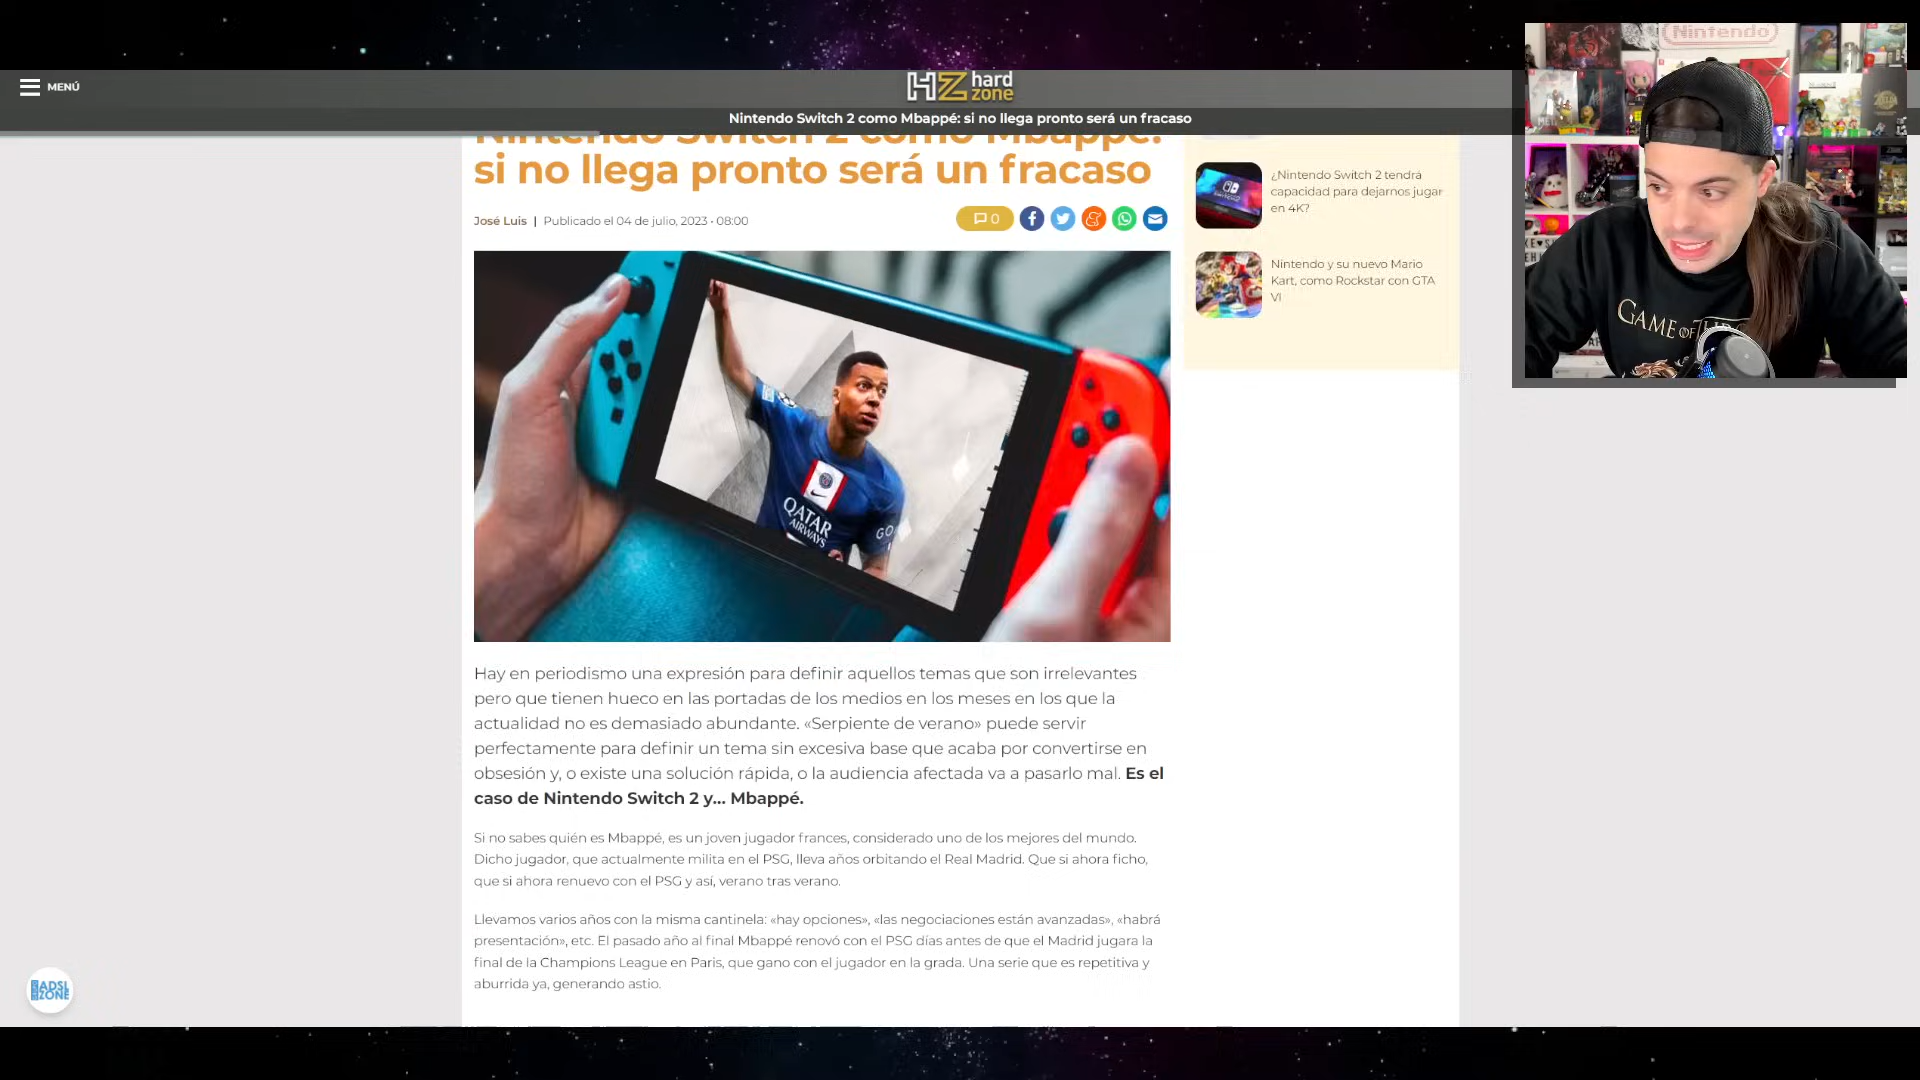 MENÚ
HZ hard zone
Nintendo Switch 2 como Mbappé: si no llega pronto será un fracaso
Nintendo Switch 2 como Mbappé:
si no llega pronto será un fracaso
José Luis | Publicado el 04 de julio, 2023 • 08:00
0
¿Nintendo Switch 2 tendrá
capacidad para dejarnos jugar
en 4K?
Nintendo y su nuevo Mario
Kart, como Rockstar con GTA
VI
Nintendo
GAME OF
QATAR
AIRWAYS
GO
Hay en periodismo una expresión para definir aquellos temas que son irrelevantes
pero que tienen hueco en las portadas de los medios en los meses en los que la
actualidad no es demasiado abundante. «Serpiente de verano» puede servir
perfectamente para definir un tema sin excesiva base que acaba por convertirse en
obsesión y, o existe una solución rápida, o la audiencia afectada va a pasarlo mal. Es el
caso de Nintendo Switch 2 y... Mbappé.
Si no sabes quién es Mbappé, es un joven jugador frances, considerado uno de los mejores del mundo.
Dicho jugador, que actualmente milita en el PSG, lleva años orbitando el Real Madrid. Que si ahora ficho,
que si ahora renuevo con el PSG y así, verano tras verano.
Llevamos varios años con la misma cantinela: «hay opciones», «las negociaciones están avanzadas», «habrá
presentación», etc. El pasado año al final Mbappé renovó con el PSG días antes de que el Madrid jugara la
final de la Champions League en Paris, que gano con el jugador en la grada. Una serie que es repetitiva y
aburrida ya, generando astio.
ADSL
ZONE